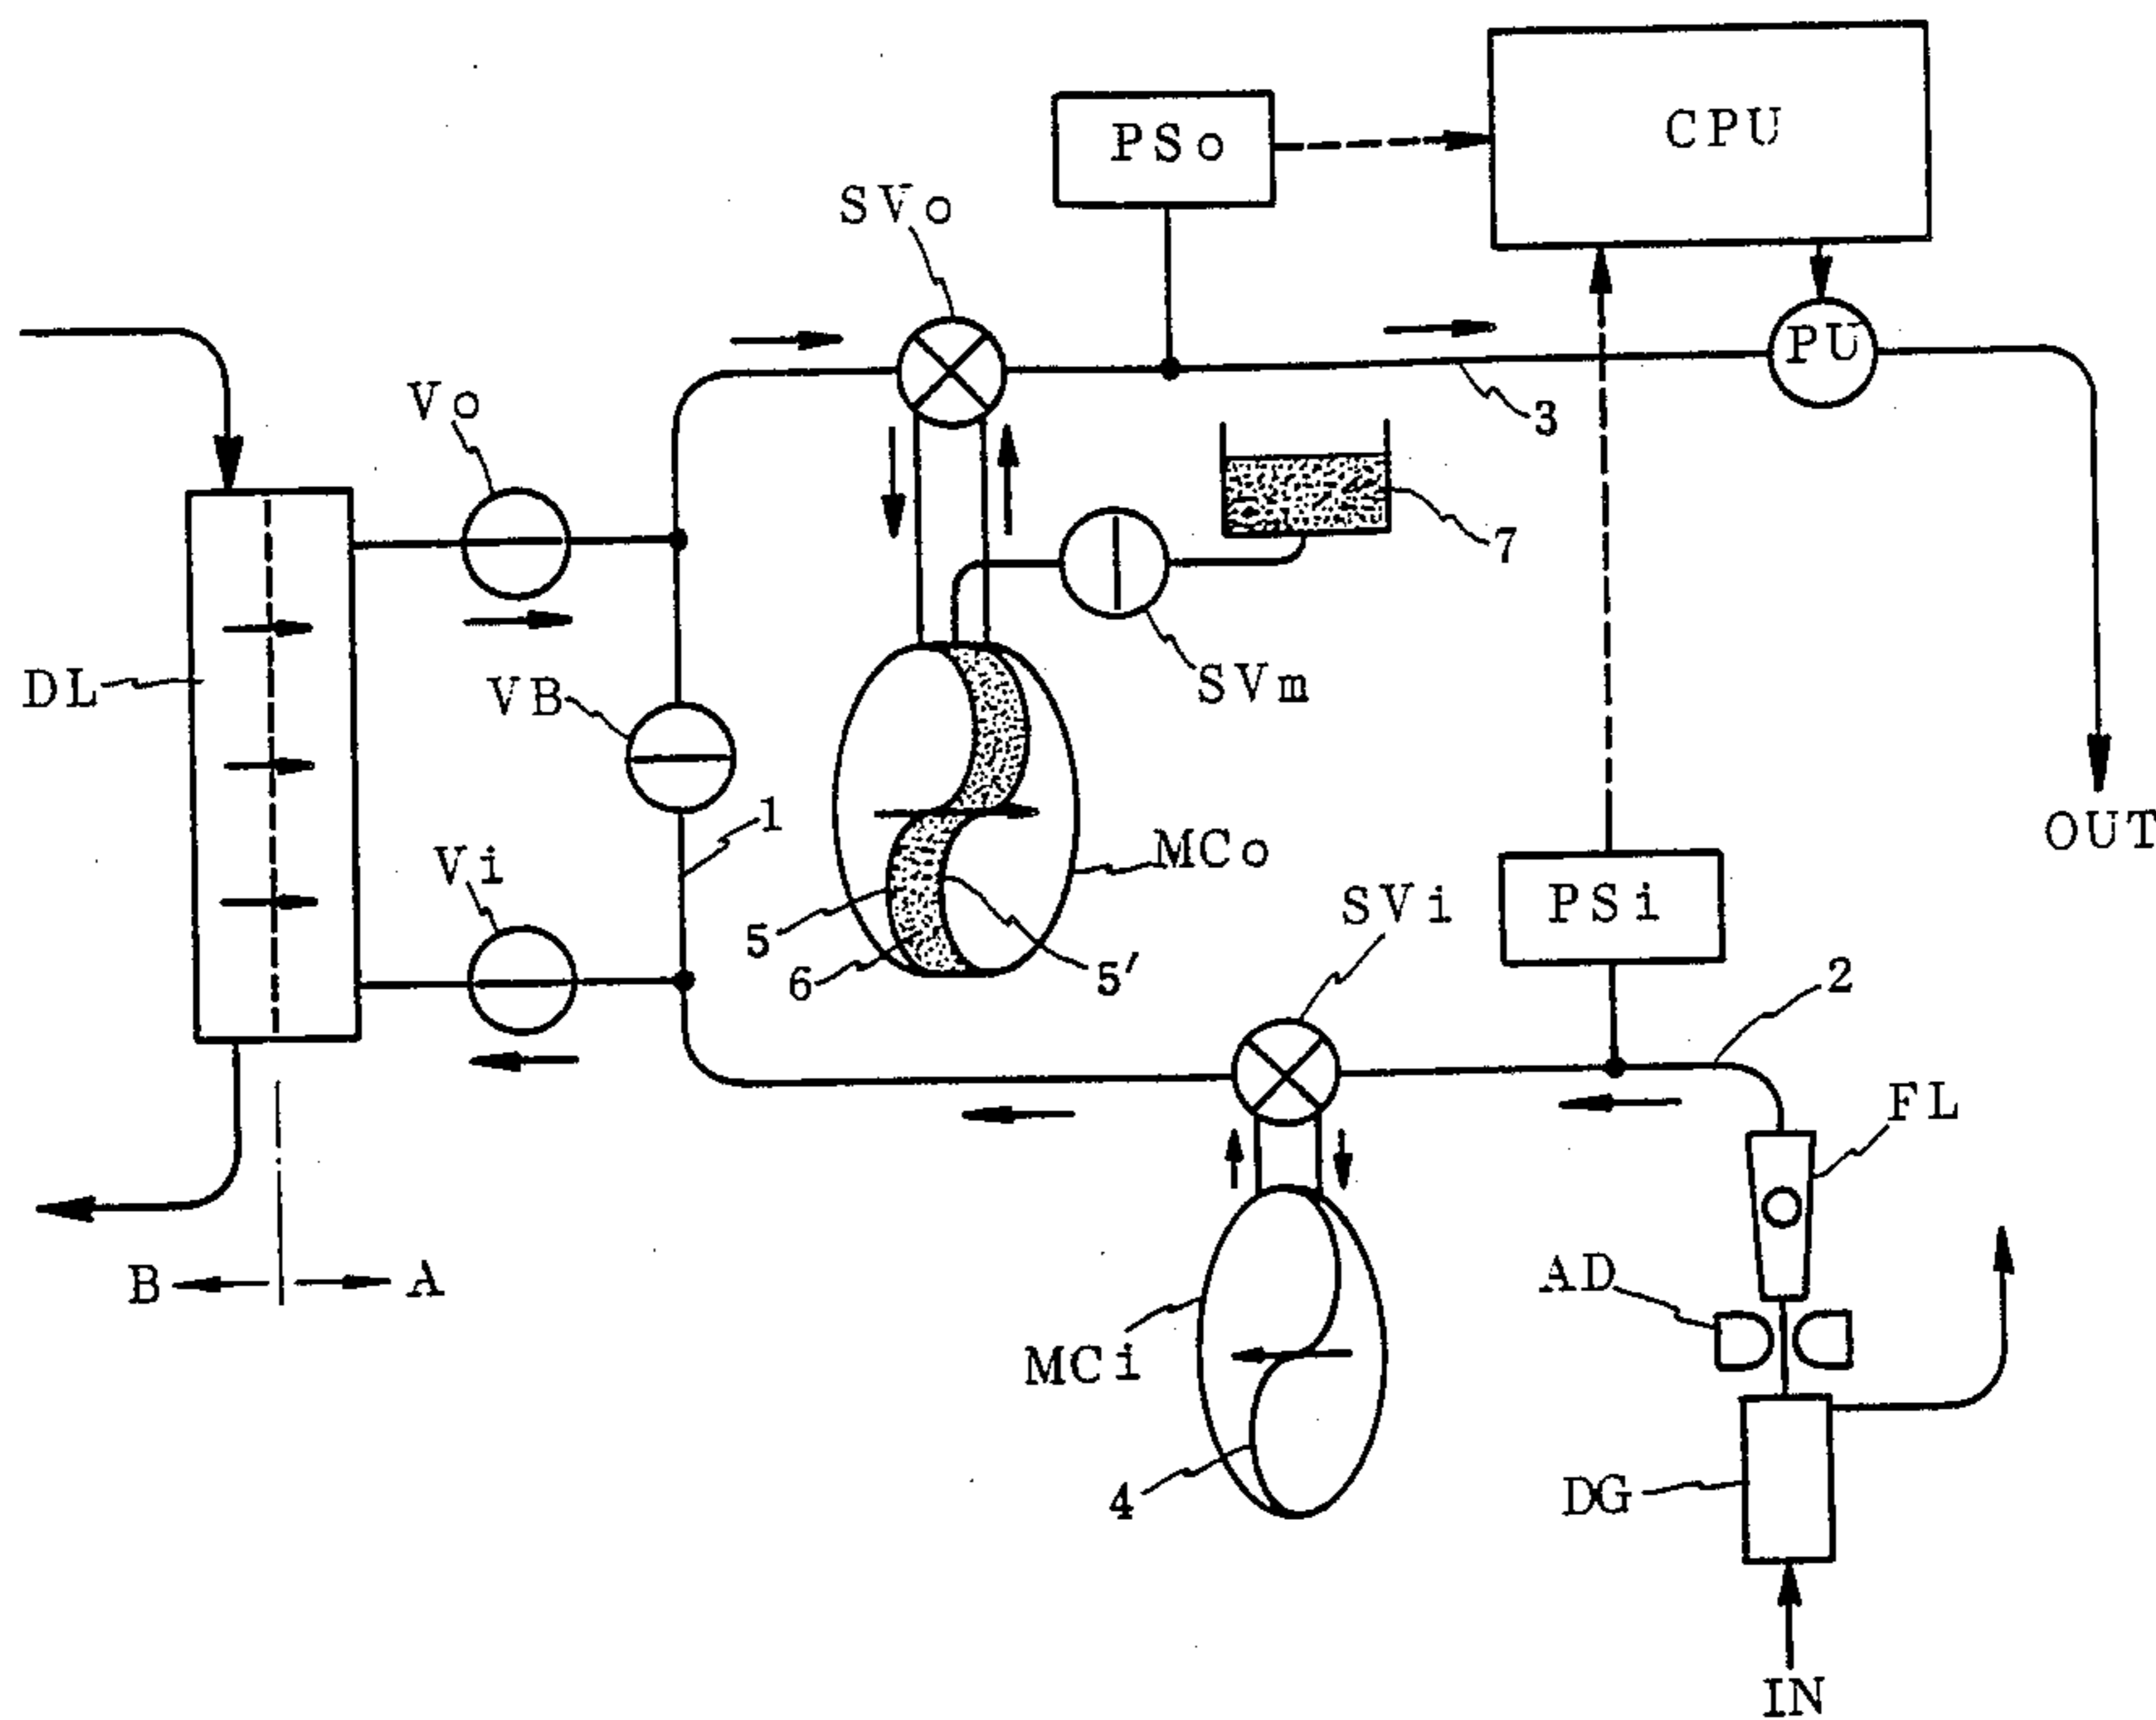 CPU
PSo
SVo
PU
Vo
3
7
DL
VB
SVm
1
OUT
MCo
Vi
SVi
PSi
5
6
5′
2
FL
B
A
AD
MCi
4
DG
IN